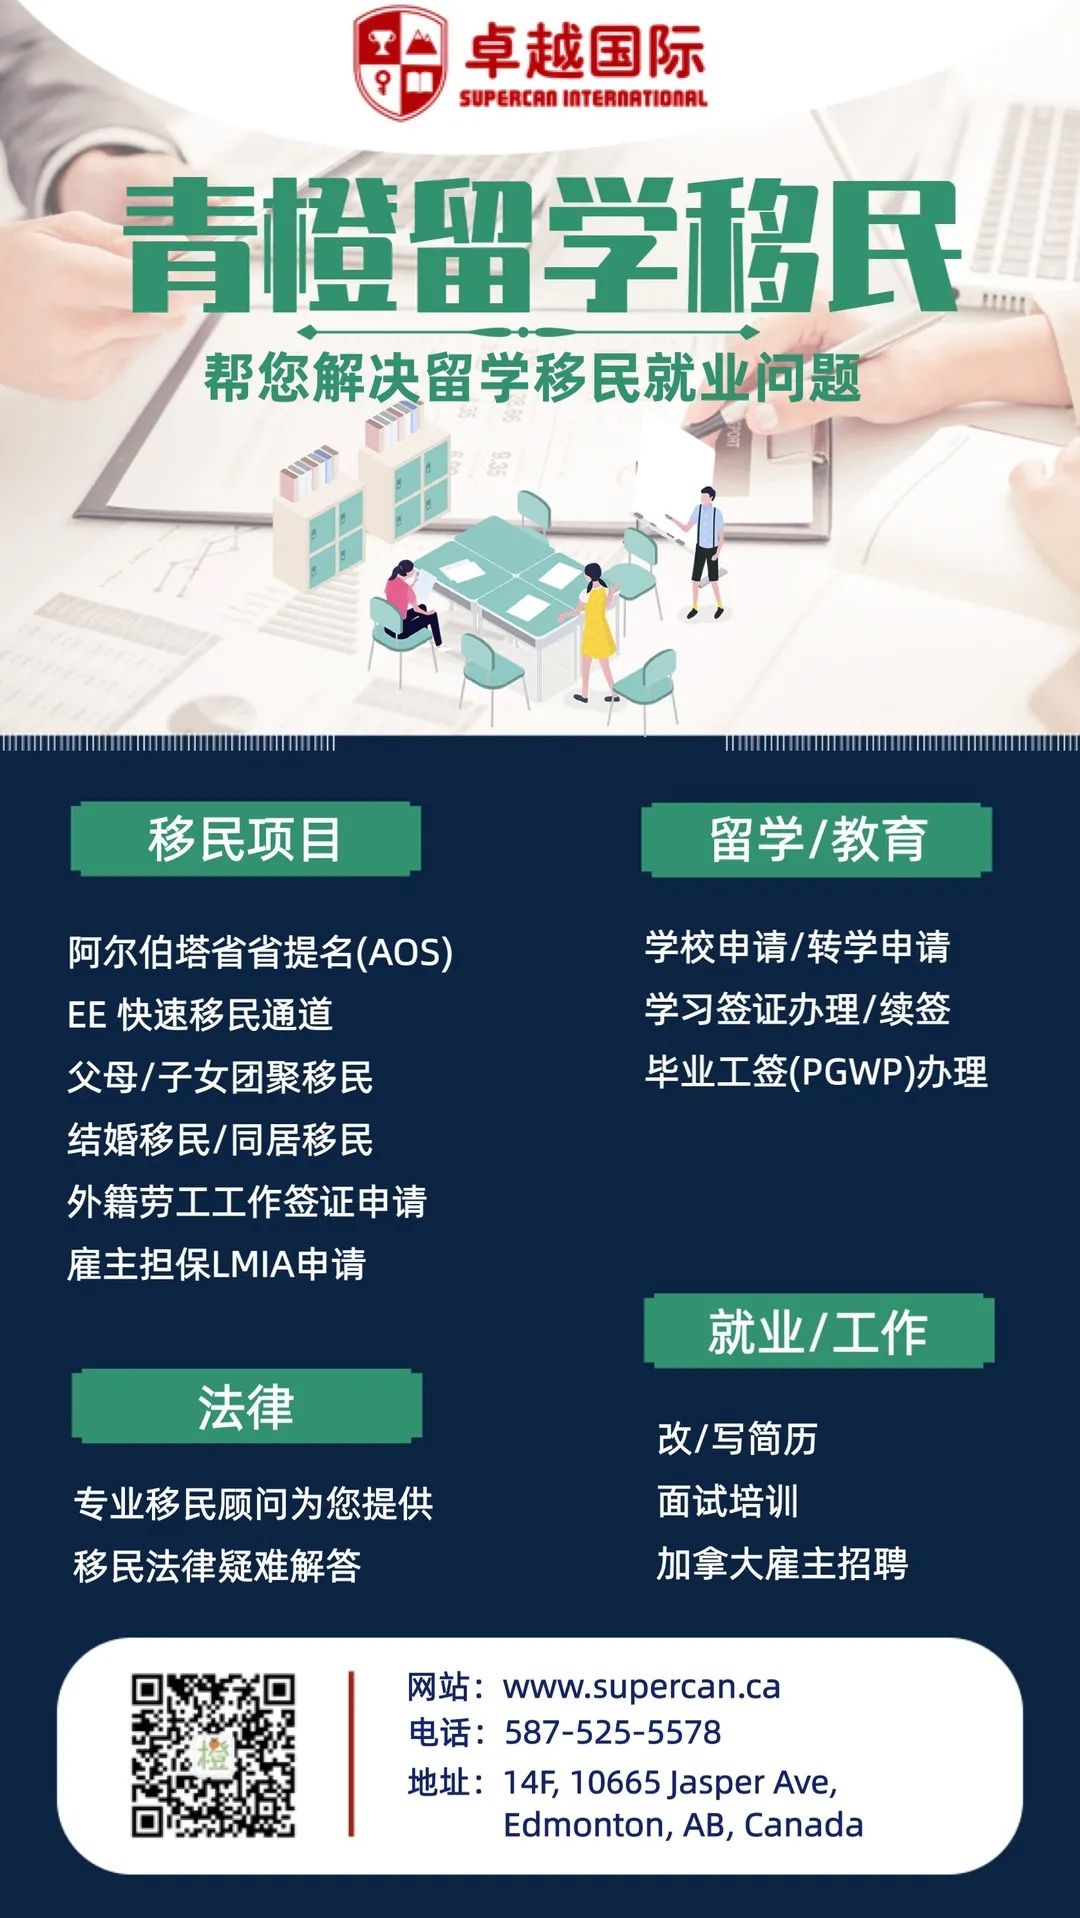 卓越国际
SUPERCAN INTERNATIONAL
青橙留学移民
帮您解决留学移民就业问题
移民项目
阿尔伯塔省省提名(AOS)
EE 快速移民通道
父母/子女团聚移民
结婚移民/同居移民
外籍劳工工作签证申请
雇主担保LMIA申请
法律
专业移民顾问为您提供
移民法律疑难解答
留学/教育
学校申请/转学申请
学习签证办理/续签
毕业工签(PGWP)办理
就业/工作
改/写简历
面试培训
加拿大雇主招聘
橙
网站：www.supercan.ca
电话：587-525-5578
地址：14F, 10665 Jasper Ave,
Edmonton, AB, Canada